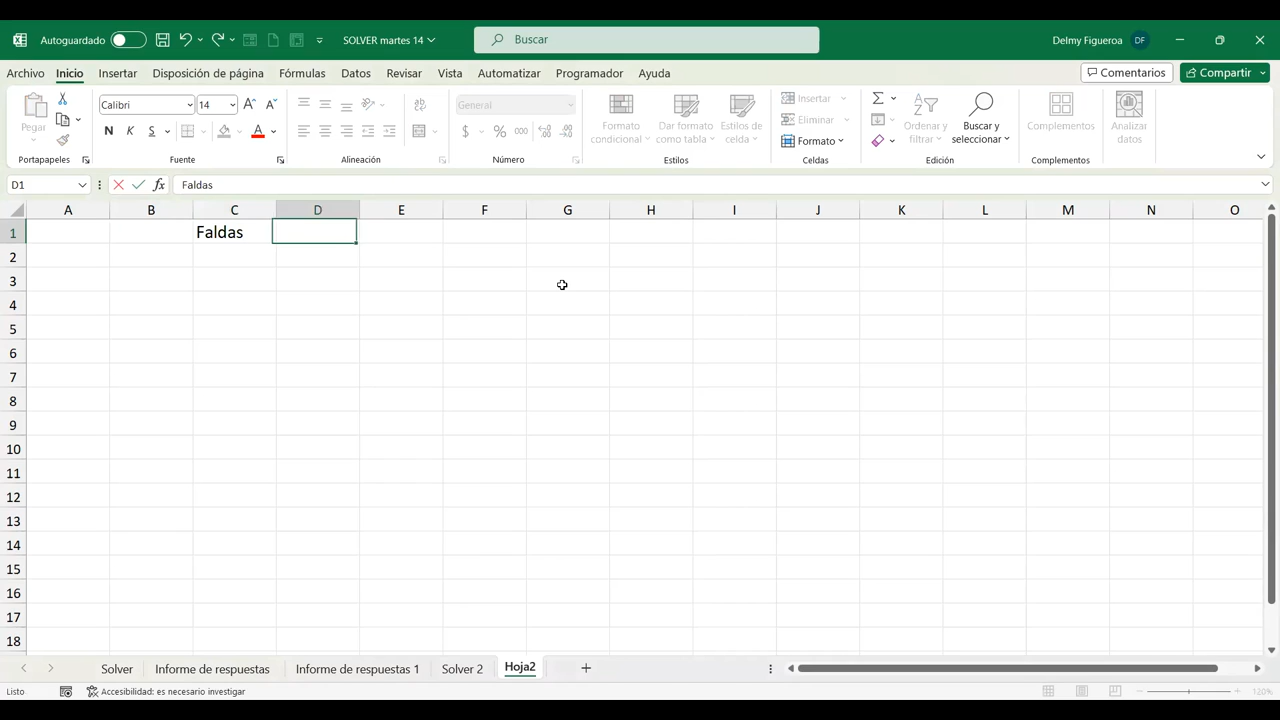 Autoguardado SOLVER martes 14 Buscar Delmy Figueroa DF
Archivo Inicio Insertar Disposición de página Fórmulas Datos Revisar Vista Automatizar Programador Ayuda Comentarios Compartir
Pegar Calibri 14 A A General Insertar
N K S A $ % 000 Formato condicional Dar formato como tabla Estilos de celda Eliminar Formato Ordenar y filtrar Buscar y seleccionar Complementos Analizar datos
Portapapeles Fuente Alineación Número Estilos Celdas Edición Complementos
D1 fx Faldas
A B C D E F G H I J K L M N O
1 Faldas
2
3
4
5
6
7
8
9
10
11
12
13
14
15
16
17
18
Solver Informe de respuestas Informe de respuestas 1 Solver 2 Hoja2
Listo Accesibilidad: es necesario investigar 120%